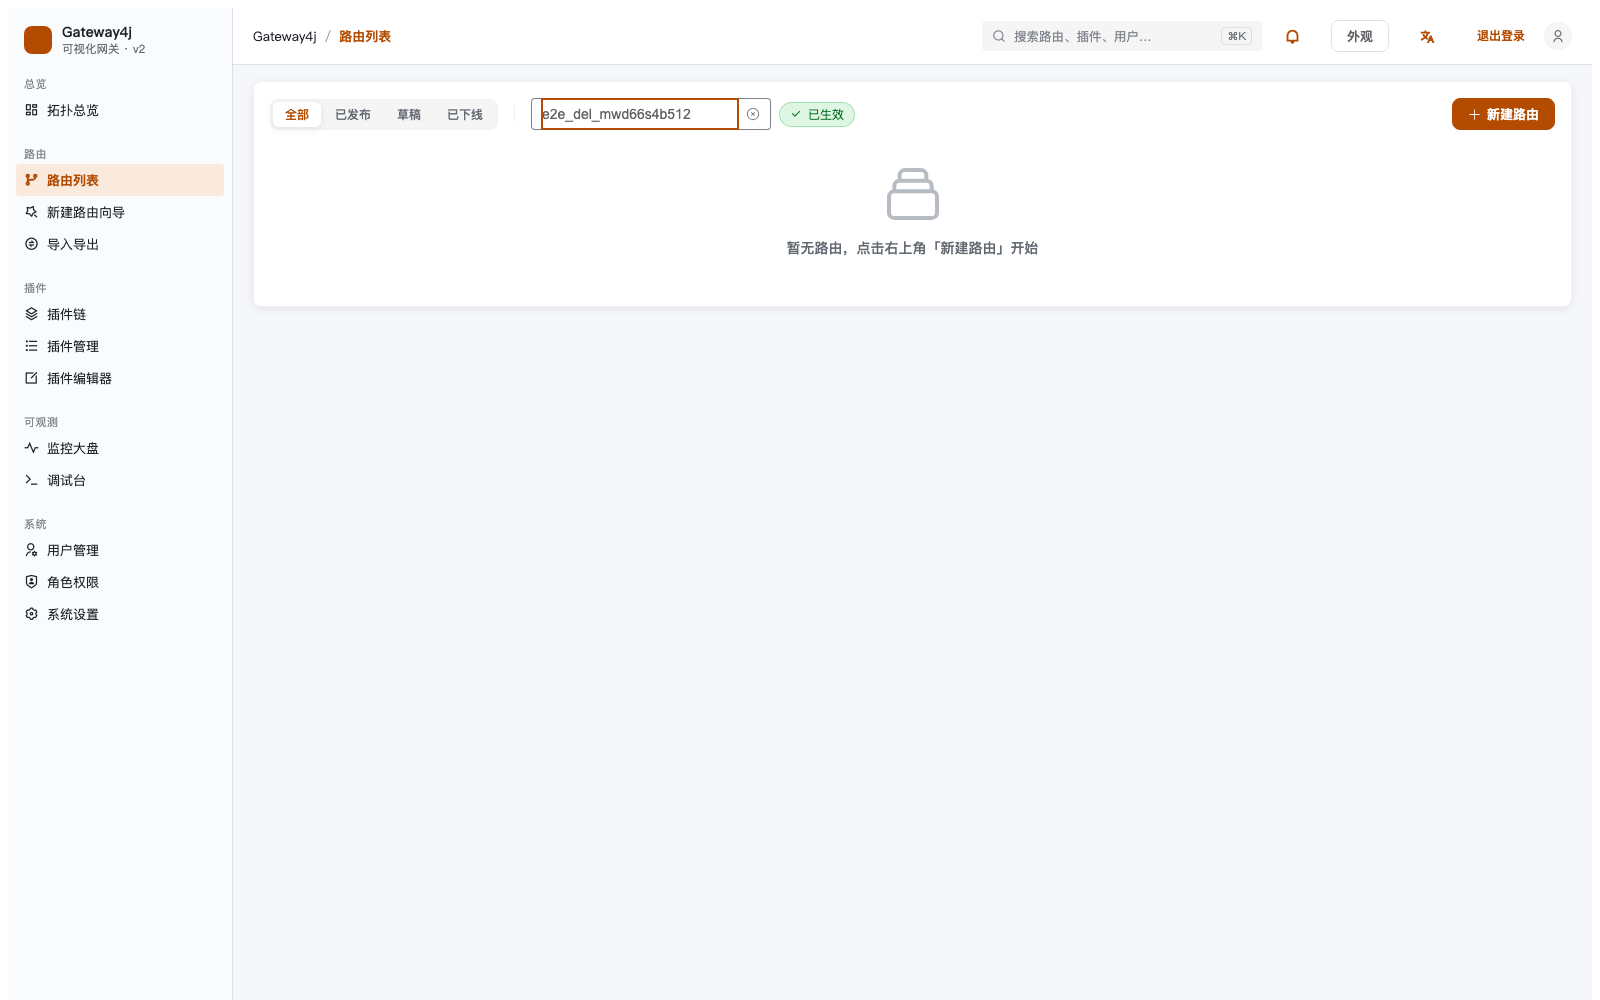 Gateway4j
可视化网关 · v2
总览
拓扑总览
路由
路由列表
新建路由向导
导入导出
插件
插件链
插件管理
插件编辑器
可观测
监控大盘
调试台
系统
用户管理
角色权限
系统设置
Gateway4j / 路由列表
搜索路由、插件、用户… ⌘K
外观
退出登录
全部 已发布 草稿 已下线
e2e_del_mwd66s4b512
已生效
新建路由
暂无路由，点击右上角「新建路由」开始